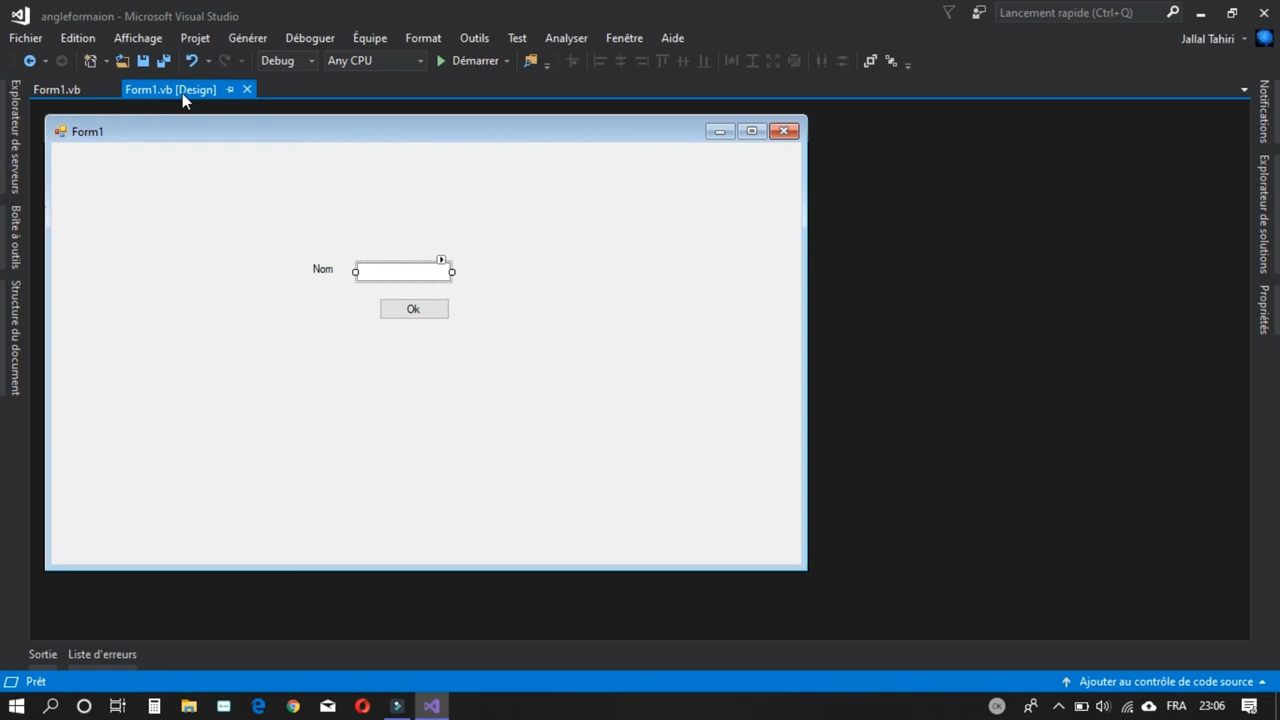 angleformaion - Microsoft Visual Studio
Lancement rapide (Ctrl+Q)
Fichier Edition Affichage Projet Générer Déboguer Équipe Format Outils Test Analyser Fenêtre Aide
Jallal Tahiri
Debug Any CPU Démarrer
Form1.vb Form1.vb [Design]
Explorateur de serveurs
Boîte à outils
Structure du document
Form1
Nom
Ok
Notifications
Explorateur de solutions
Propriétés
Sortie Liste d'erreurs
Prêt
Ajouter au contrôle de code source
FRA 23:06